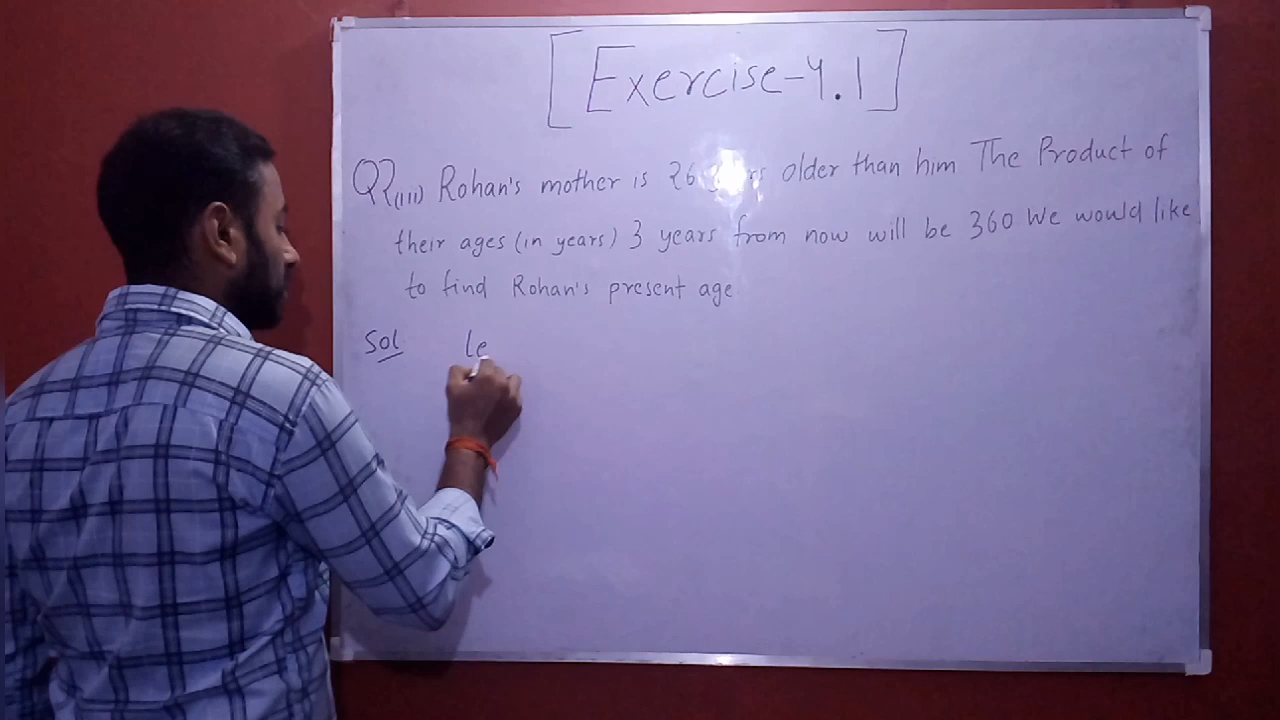 [Exercise-4.1]
Q2(iii) Rohan's mother is 26 older than him The Product of
their ages (in years) 3 years from now will be 360 We would like
to find Rohan's present age
Sol Le